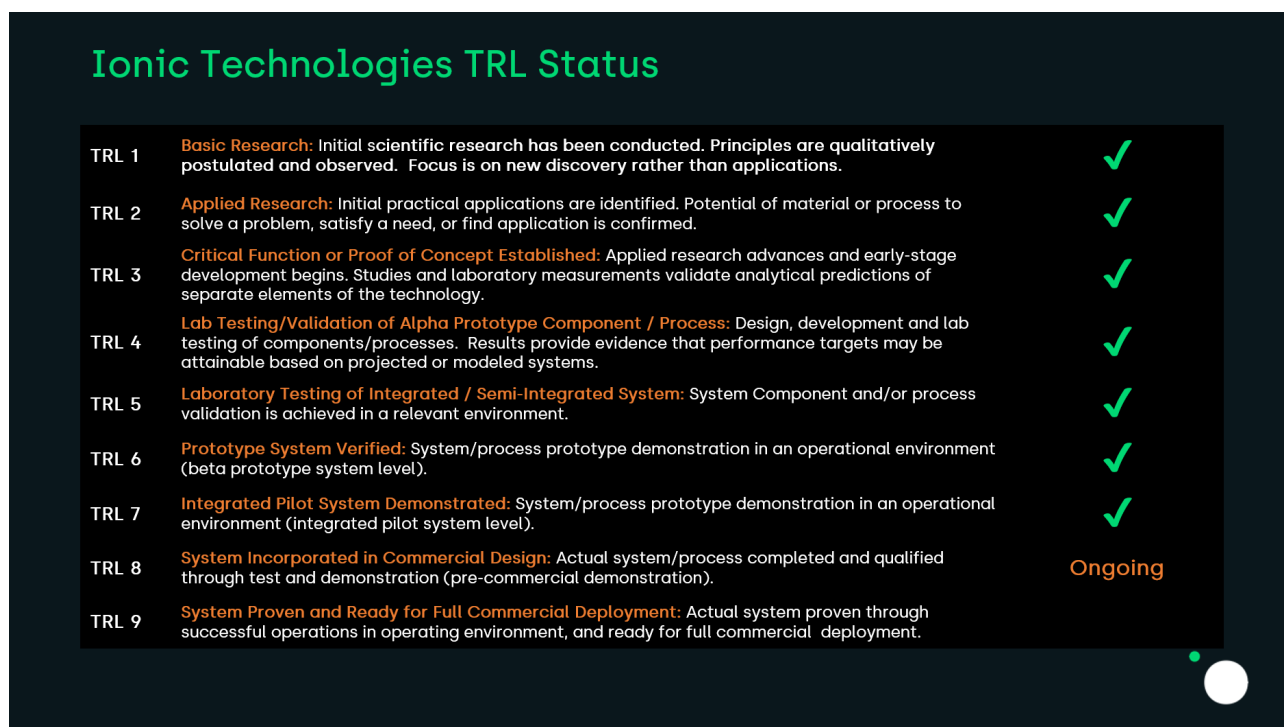 Ionic Technologies TRL Status
TRL 1
Basic Research: Initial scientific research has been conducted. Principles are qualitatively
postulated and observed.  Focus is on new discovery rather than applications.
TRL 2
Applied Research: Initial practical applications are identified. Potential of material or process to
solve a problem, satisfy a need, or find application is confirmed.
TRL 3
Critical Function or Proof of Concept Established: Applied research advances and early-stage
development begins. Studies and laboratory measurements validate analytical predictions of
separate elements of the technology.
TRL 4
Lab Testing/Validation of Alpha Prototype Component / Process: Design, development and lab
testing of components/processes.  Results provide evidence that performance targets may be
attainable based on projected or modeled systems.
TRL 5
Laboratory Testing of Integrated / Semi-Integrated System: System Component and/or process
validation is achieved in a relevant environment.
TRL 6
Prototype System Verified: System/process prototype demonstration in an operational environment
(beta prototype system level).
TRL 7
Integrated Pilot System Demonstrated: System/process prototype demonstration in an operational
environment (integrated pilot system level).
TRL 8
System Incorporated in Commercial Design: Actual system/process completed and qualified
through test and demonstration (pre-commercial demonstration).
Ongoing
TRL 9
System Proven and Ready for Full Commercial Deployment: Actual system proven through
successful operations in operating environment, and ready for full commercial  deployment.